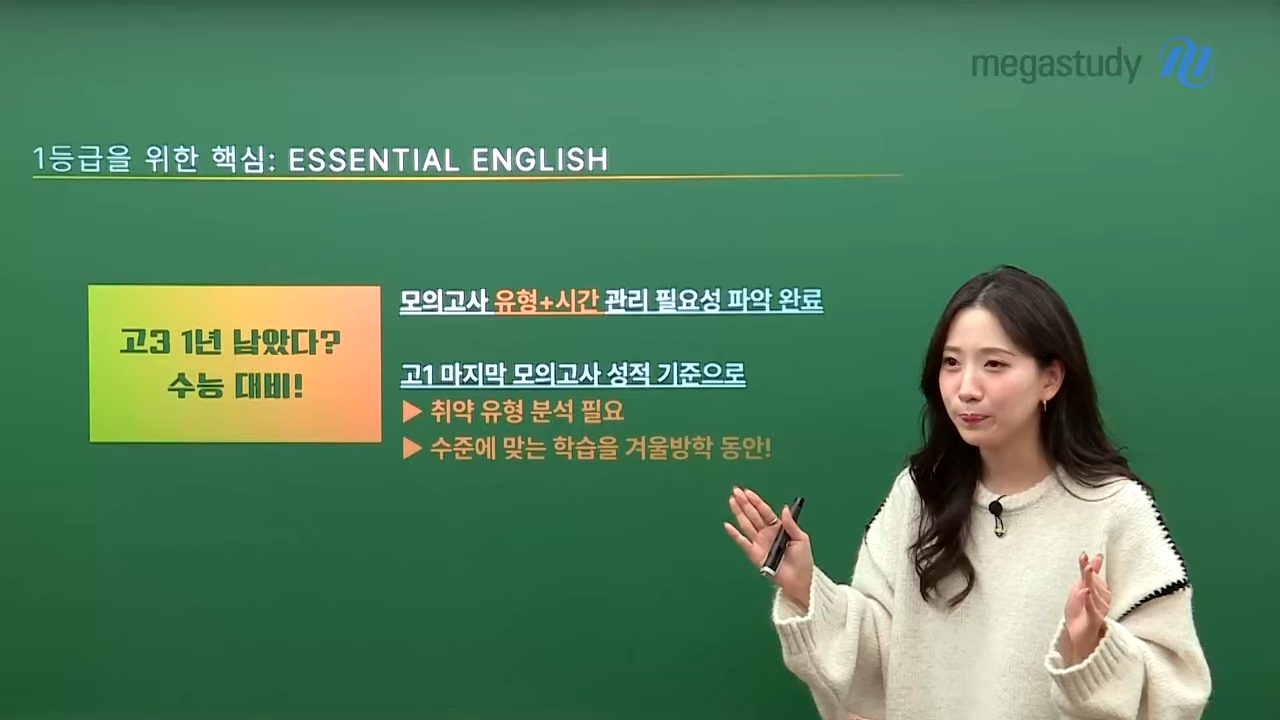 megastudy
1등급을 위한 핵심: ESSENTIAL ENGLISH
고3 1년 남았다?
수능 대비!
모의고사 유형+시간 관리 필요성 파악 완료
고1 마지막 모의고사 성적 기준으로
▶ 취약 유형 분석 필요
▶ 수준에 맞는 학습을 겨울방학 동안!